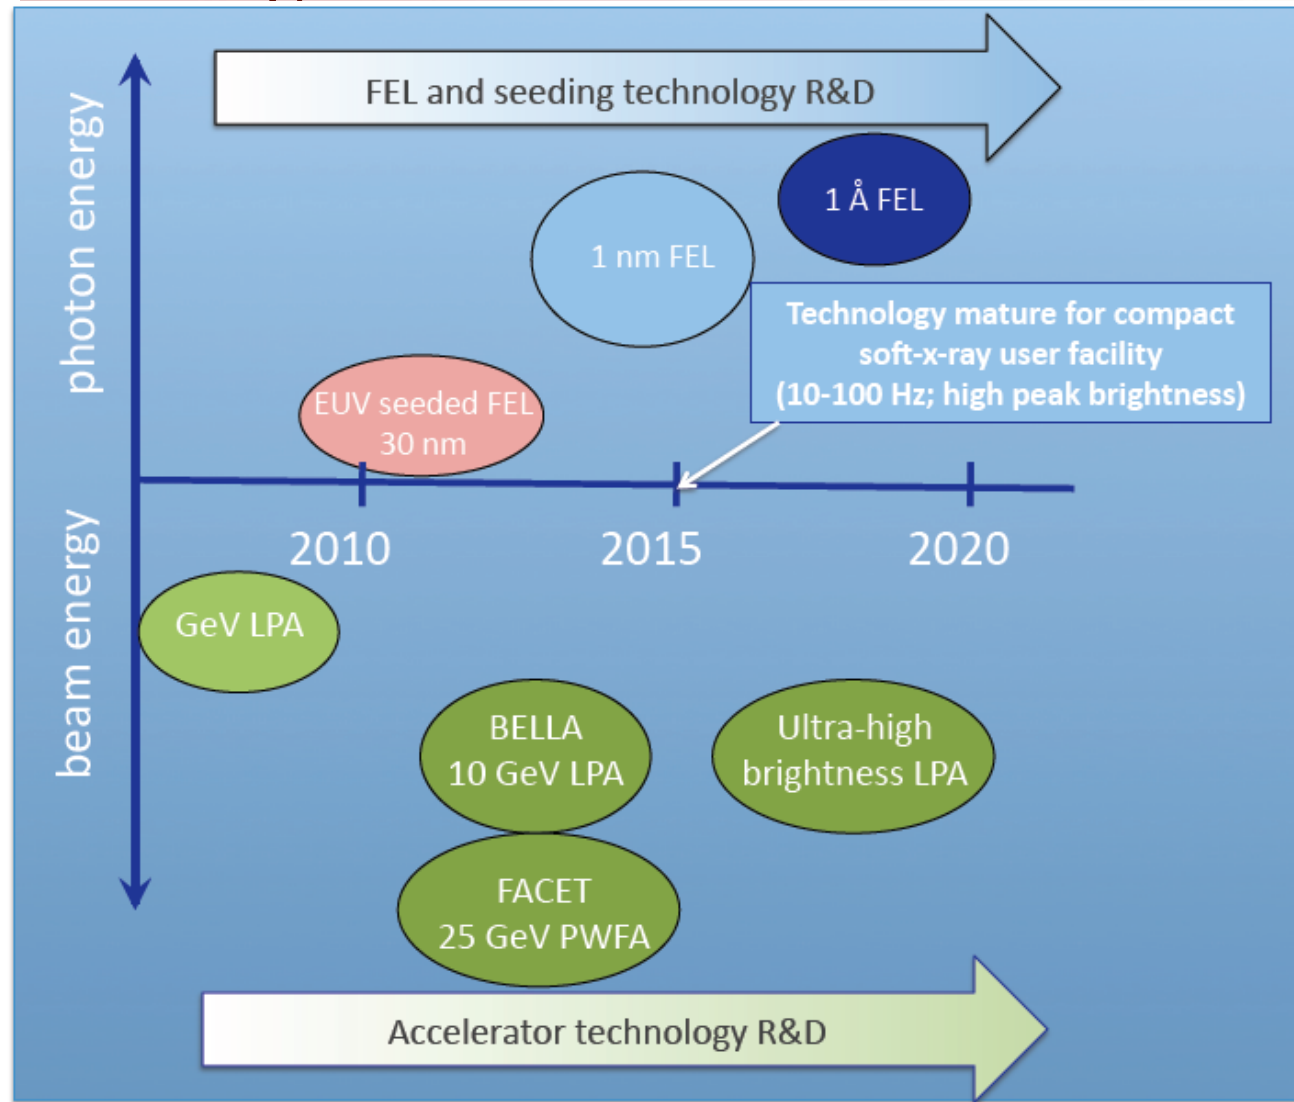 FEL and seeding technology R&D
photon energy
1 Å FEL
1 nm FEL
Technology mature for compact
soft-x-ray user facility
(10-100 Hz; high peak brightness)
EUV seeded FEL
30 nm
2010
2015
2020
beam energy
GeV LPA
BELLA
10 GeV LPA
Ultra-high
brightness LPA
FACET
25 GeV PWFA
Accelerator technology R&D